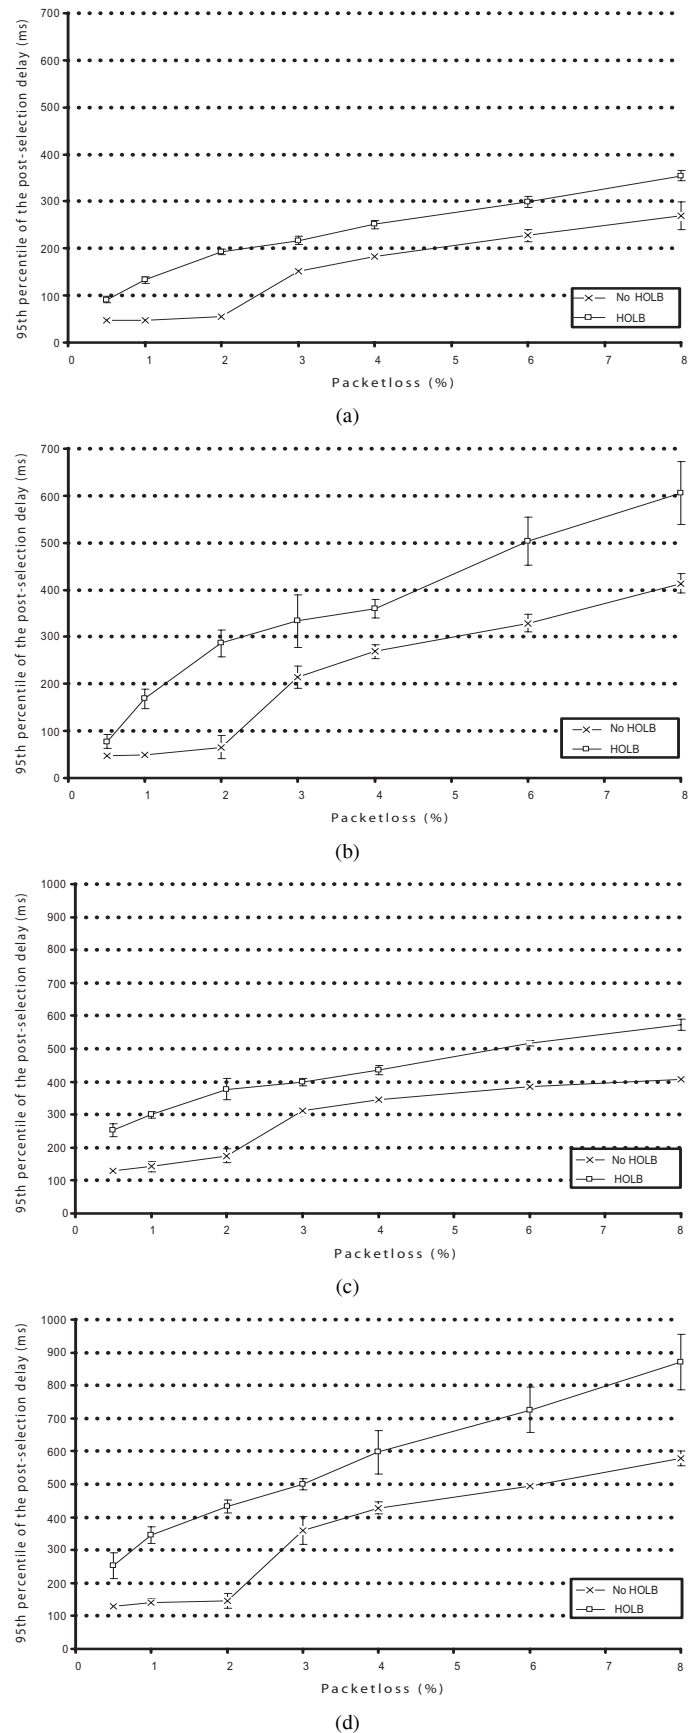 700
600
500
400
300
200
100
0
95th percentile of the post-selection delay (ms)
No HOLB
HOLB
0 1 2 3 4 5 6 7 8
Packetloss (%)
(a)
700
600
500
400
300
200
100
0
95th percentile of the post-selection delay (ms)
No HOLB
HOLB
0 1 2 3 4 5 6 7 8
Packetloss (%)
(b)
1000
900
800
700
600
500
400
300
200
100
0
95th percentile of the post-selection delay (ms)
No HOLB
HOLB
0 1 2 3 4 5 6 7 8
Packetloss (%)
(c)
1000
900
800
700
600
500
400
300
200
100
0
95th percentile of the post-selection delay (ms)
No HOLB
HOLB
0 1 2 3 4 5 6 7 8
Packetloss (%)
(d)